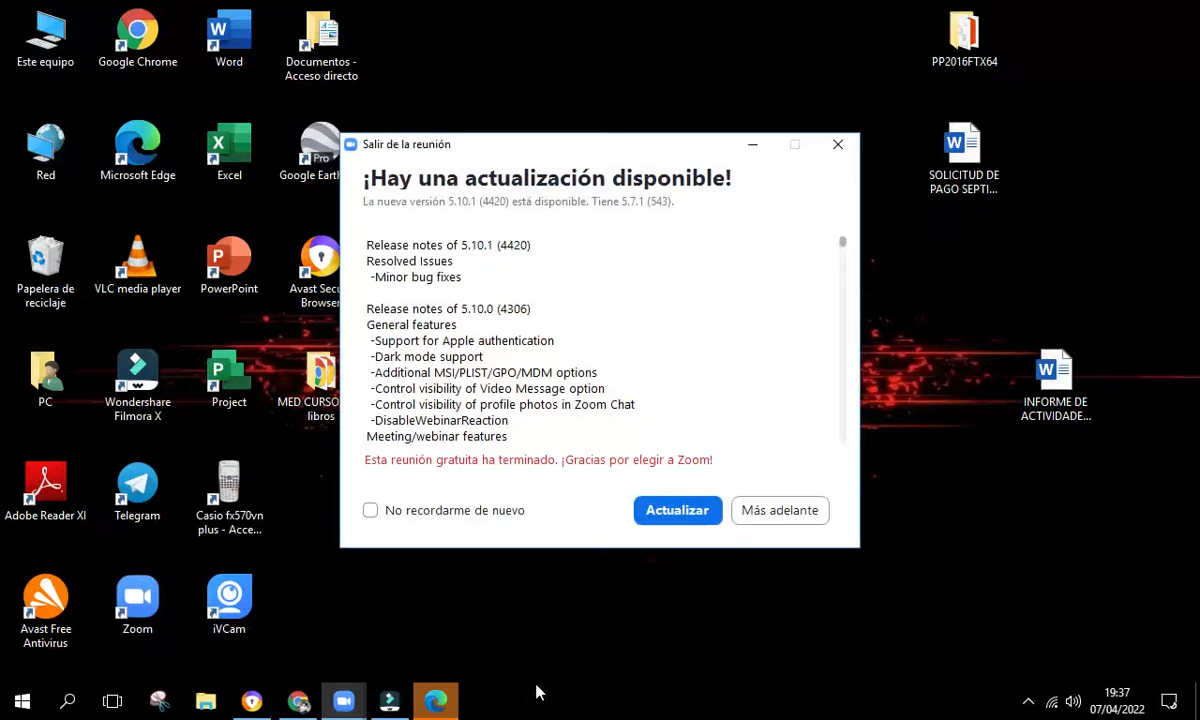 Este equipo
Google Chrome
Word
Documentos -
Acceso directo
PP2016FTX64
Red
Microsoft Edge
Excel
Pro
Google Earth
SOLICITUD DE
PAGO SEPTI...
Papelera de
reciclaje
VLC media player
PowerPoint
Avast Secu
Browser
PC
Wondershare
Filmora X
Project
MED CURSO
libros
INFORME DE
ACTIVIDADE...
Adobe Reader XI
Telegram
Casio fx570vn
plus - Acce...
Avast Free
Antivirus
Zoom
iVCam
Salir de la reunión
¡Hay una actualización disponible!
La nueva versión 5.10.1 (4420) está disponible. Tiene 5.7.1 (543).
Release notes of 5.10.1 (4420)
Resolved Issues
-Minor bug fixes
Release notes of 5.10.0 (4306)
General features
-Support for Apple authentication
-Dark mode support
-Additional MSI/PLIST/GPO/MDM options
-Control visibility of Video Message option
-Control visibility of profile photos in Zoom Chat
-DisableWebinarReaction
Meeting/webinar features
Esta reunión gratuita ha terminado. ¡Gracias por elegir a Zoom!
No recordarme de nuevo
Actualizar
Más adelante
19:37
07/04/2022